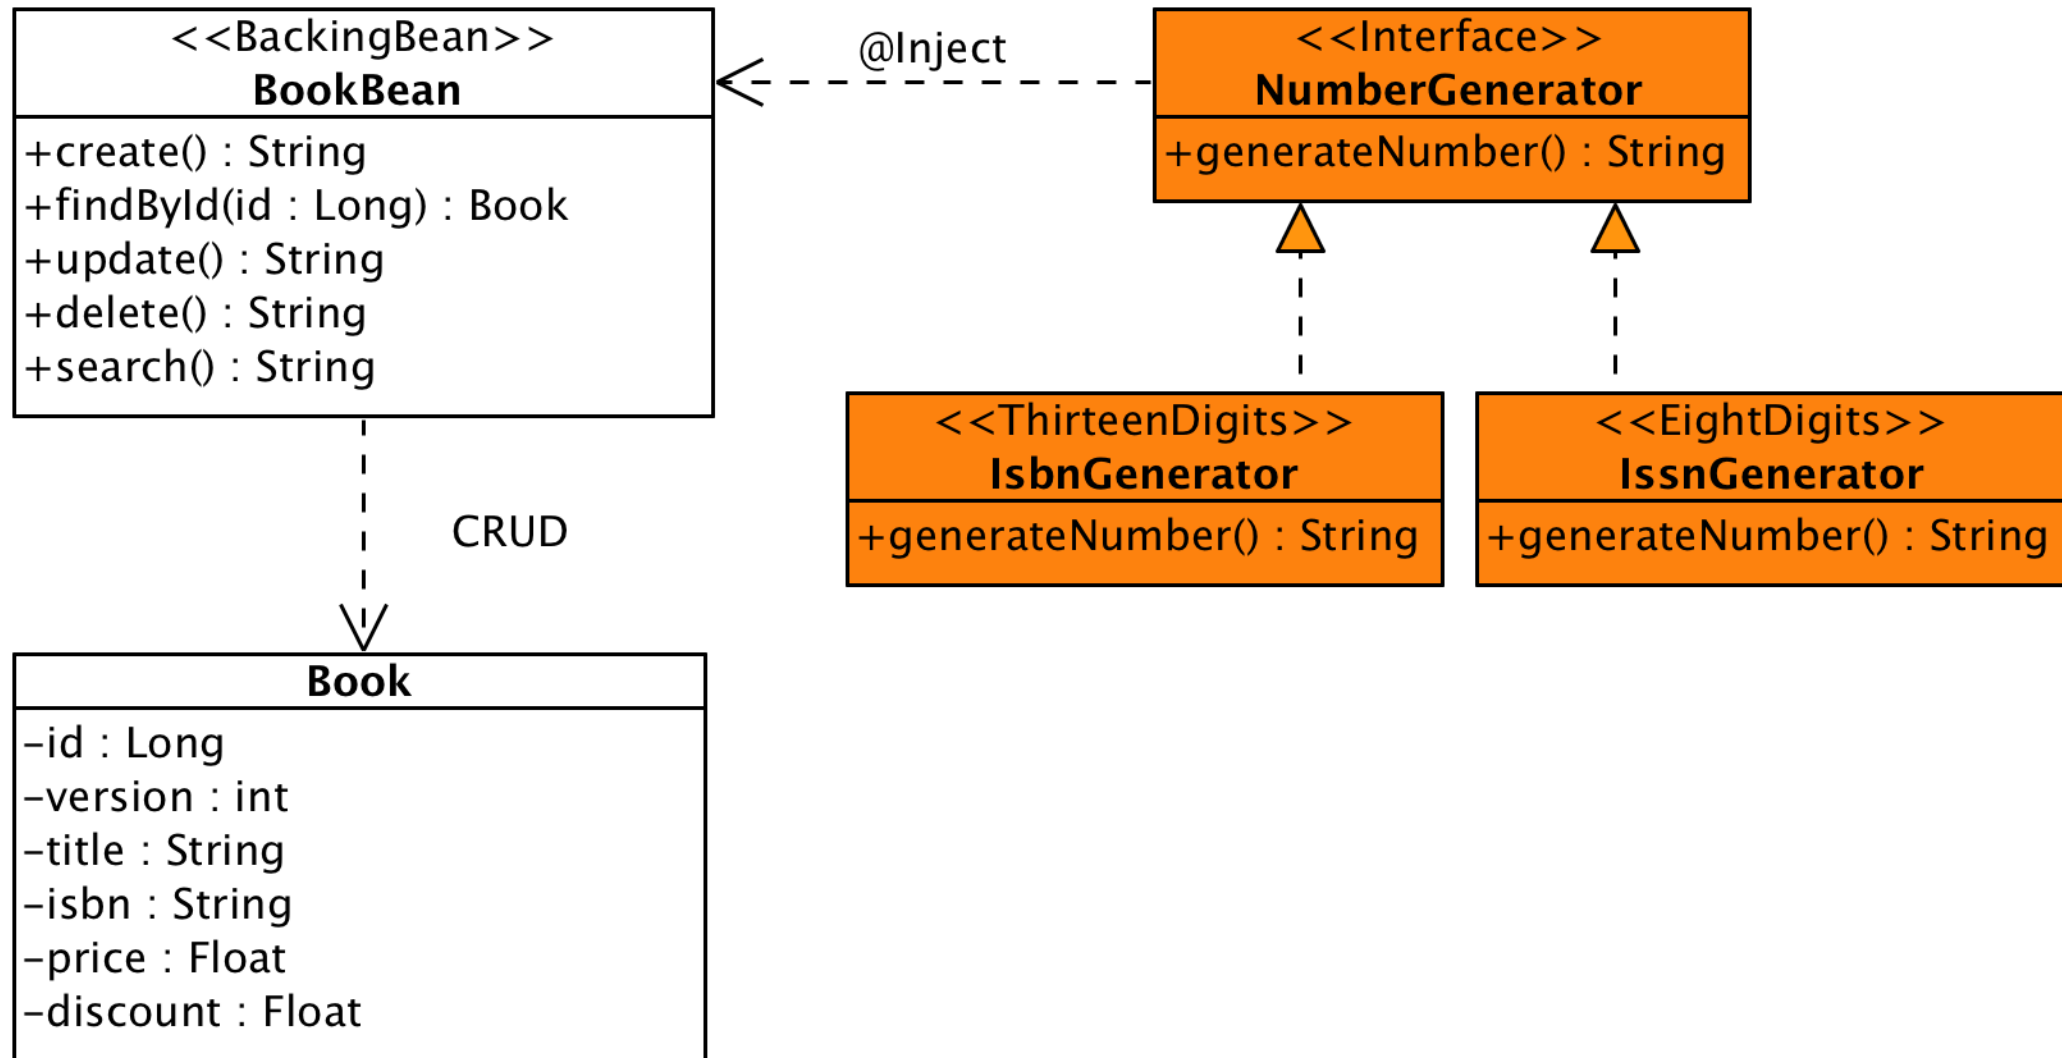 <<BackingBean>>
BookBean
+create() : String
+findById(id : Long) : Book
+update() : String
+delete() : String
+search() : String
@Inject
<<Interface>>
NumberGenerator
+generateNumber() : String
<<ThirteenDigits>>
IsbnGenerator
+generateNumber() : String
<<EightDigits>>
IssnGenerator
+generateNumber() : String
CRUD
Book
-id : Long
-version : int
-title : String
-isbn : String
-price : Float
-discount : Float